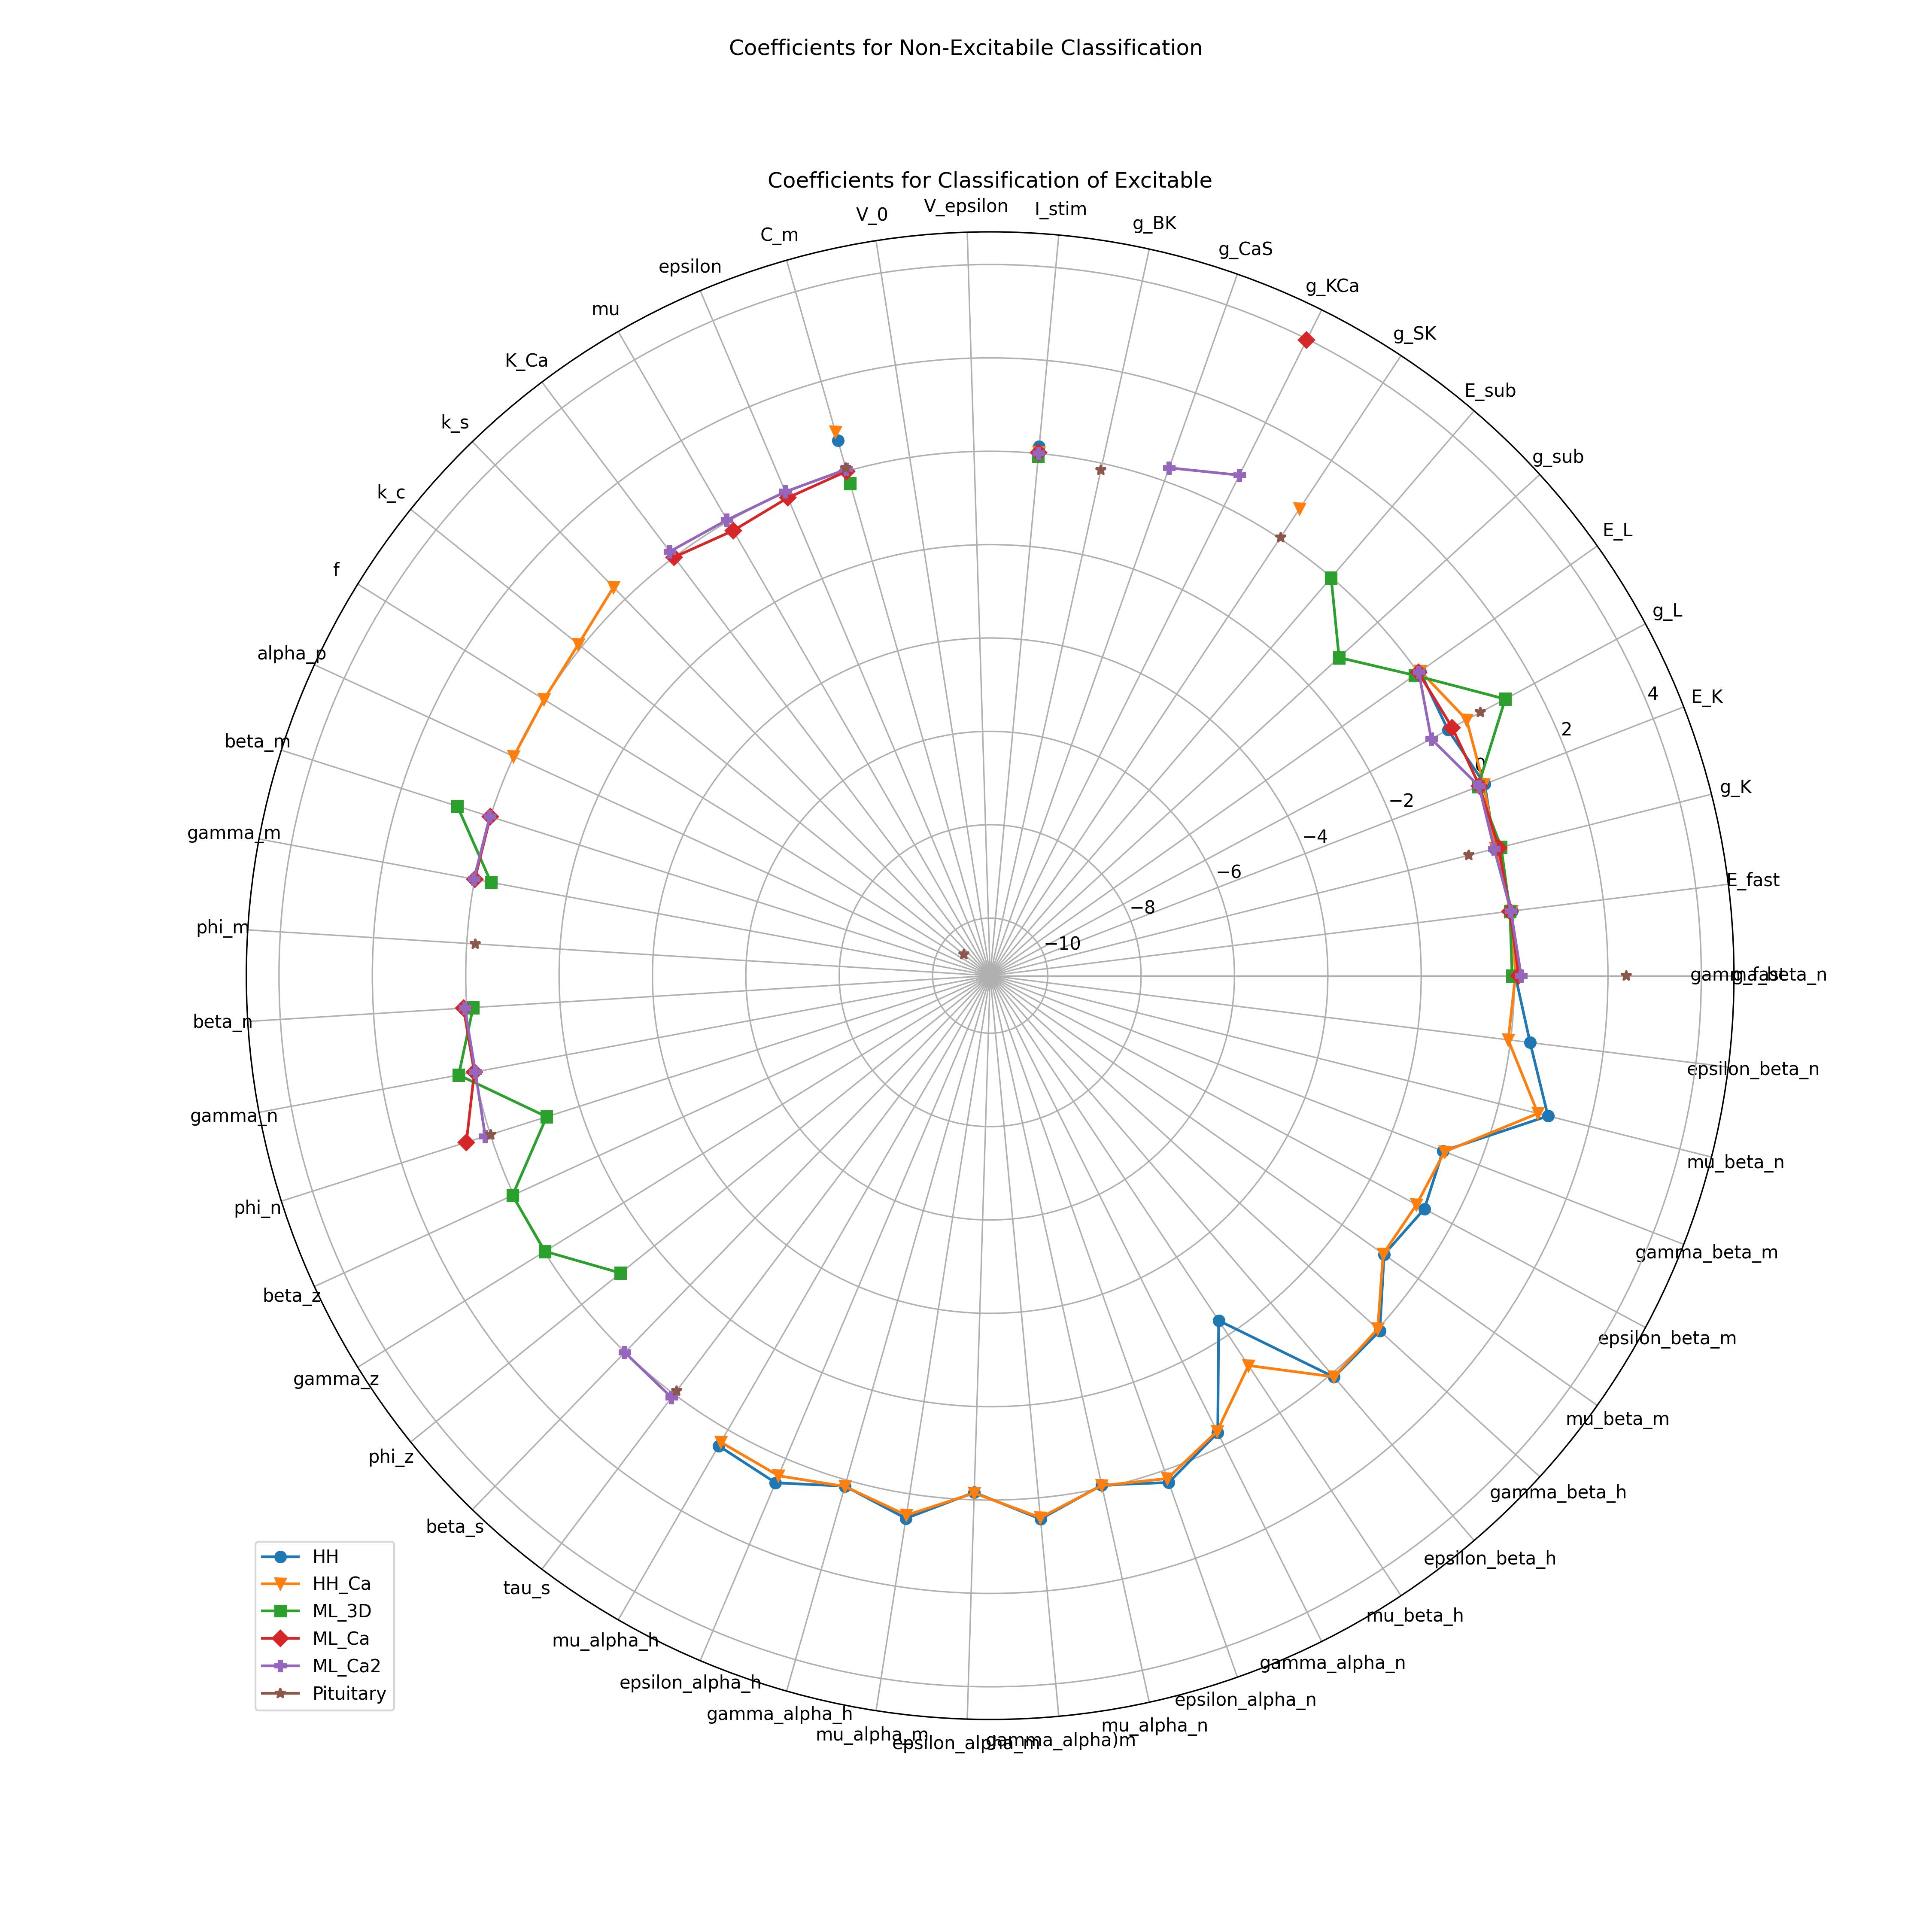 Coefficients for Non-Excitabile Classification
Coefficients for Classification of Excitable
V_epsilon
I_stim
g_BK
g_CaS
g_KCa
g_SK
E_sub
g_sub
E_L
g_L
E_K
g_K
E_fast
g_fast
gamma_beta_n
epsilon_beta_n
mu_beta_n
gamma_beta_m
epsilon_beta_m
mu_beta_m
gamma_beta_h
epsilon_beta_h
mu_beta_h
gamma_alpha_n
epsilon_alpha_n
mu_alpha_n
gamma_alpha)m
epsilon_alpha_m
mu_alpha_m
gamma_alpha_h
epsilon_alpha_h
mu_alpha_h
tau_s
beta_s
phi_z
gamma_z
beta_z
phi_n
gamma_n
beta_n
phi_m
gamma_m
beta_m
alpha_p
f
k_c
k_s
K_Ca
mu
epsilon
C_m
V_0
4
2
0
−2
−4
−6
−8
−10
HH
HH_Ca
ML_3D
ML_Ca
ML_Ca2
Pituitary